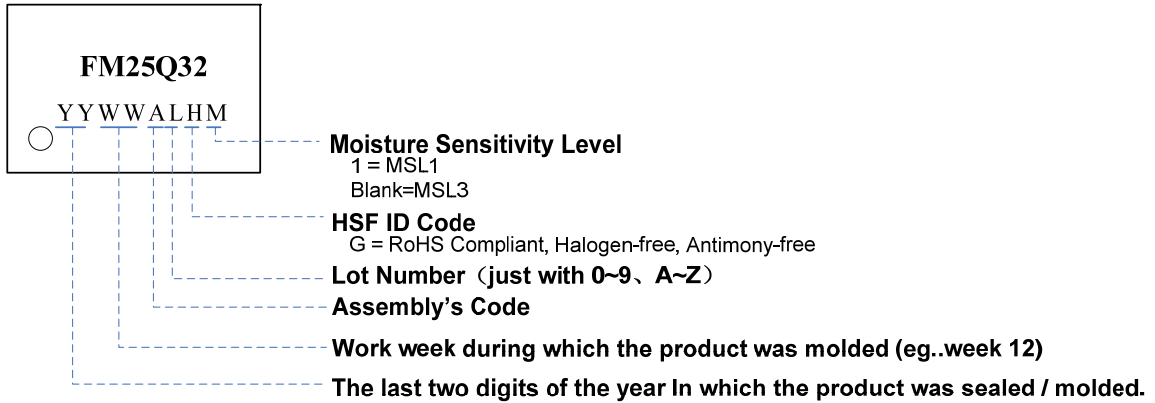 FM25Q32
YYWWALHM
Moisture Sensitivity Level
1 = MSL1
Blank=MSL3
HSF ID Code
G = RoHS Compliant, Halogen-free, Antimony-free
Lot Number（just with 0~9、A~Z）
Assembly's Code
Work week during which the product was molded (eg..week 12)
The last two digits of the year In which the product was sealed / molded.